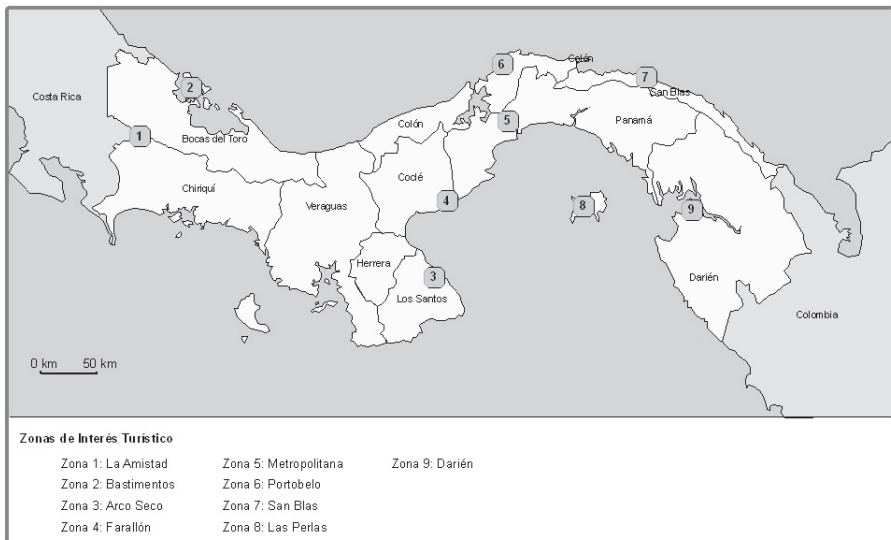 Colón
6
7
2
Costa Rica
San Blas
Panamá
5
Colón
1
Bocas del Toro
Coclé
Chiriquí
4
8
9
Veraguas
Herrera
3
Darién
Los Santos
Colombia
0 km 50 km
Zonas de Interés Turístico
Zona 1: La Amistad Zona 5: Metropolitana Zona 9: Darién
Zona 2: Bastimentos Zona 6: Portobelo
Zona 3: Arco Seco Zona 7: San Blas
Zona 4: Farallón Zona 8: Las Perlas